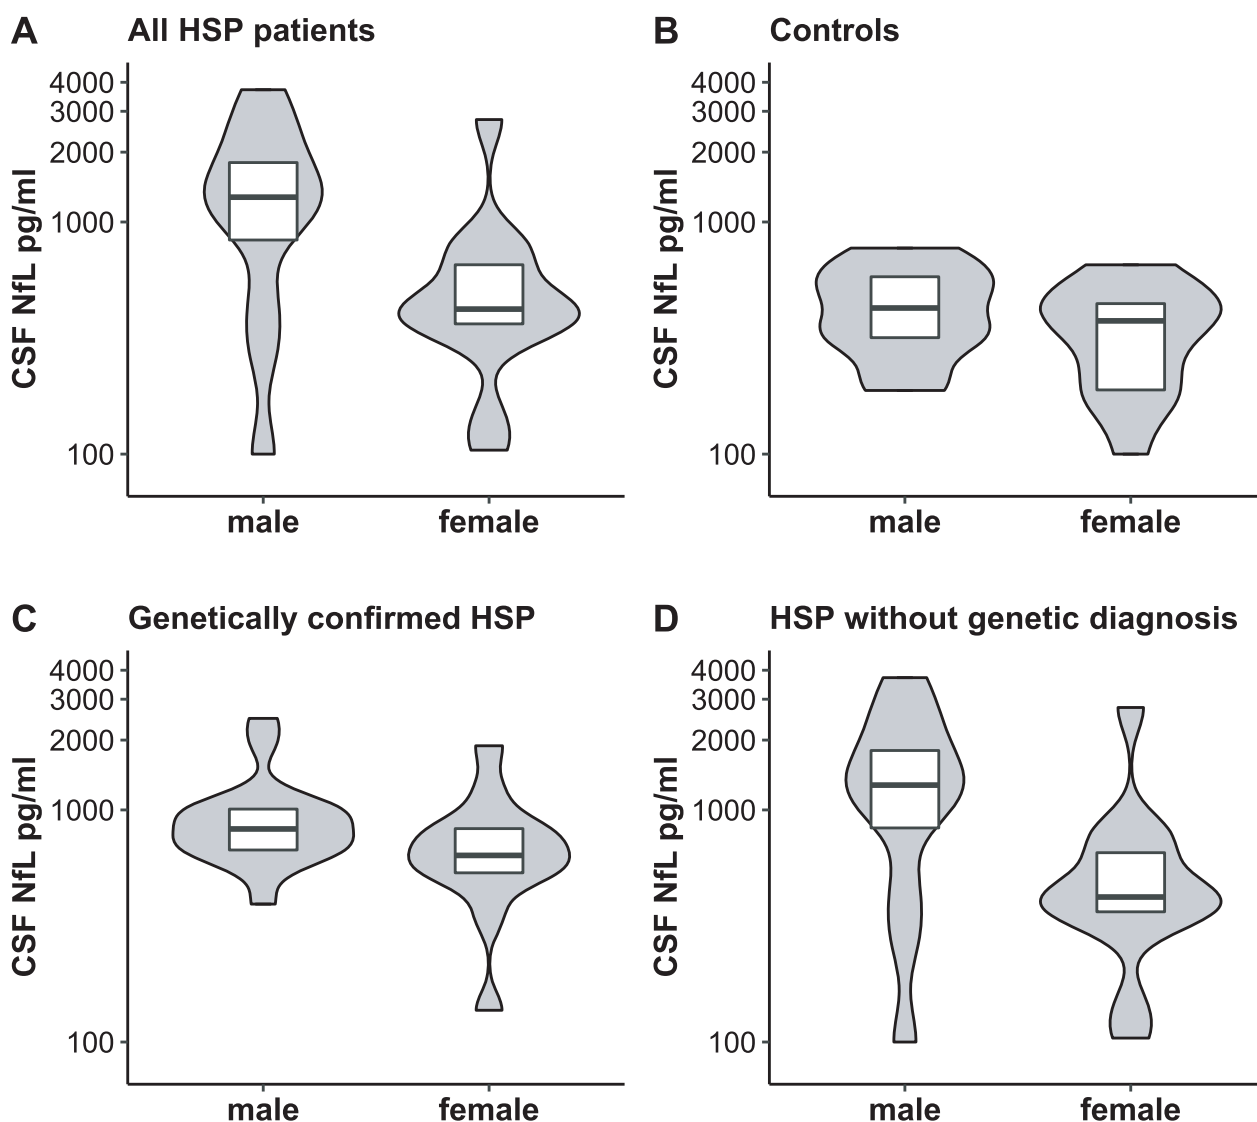 A All HSP patients
CSF NfL pg/ml
4000
3000
2000
1000
100
male female
B Controls
CSF NfL pg/ml
4000
3000
2000
1000
100
male female
C Genetically confirmed HSP
CSF NfL pg/ml
4000
3000
2000
1000
100
male female
D HSP without genetic diagnosis
CSF NfL pg/ml
4000
3000
2000
1000
100
male female